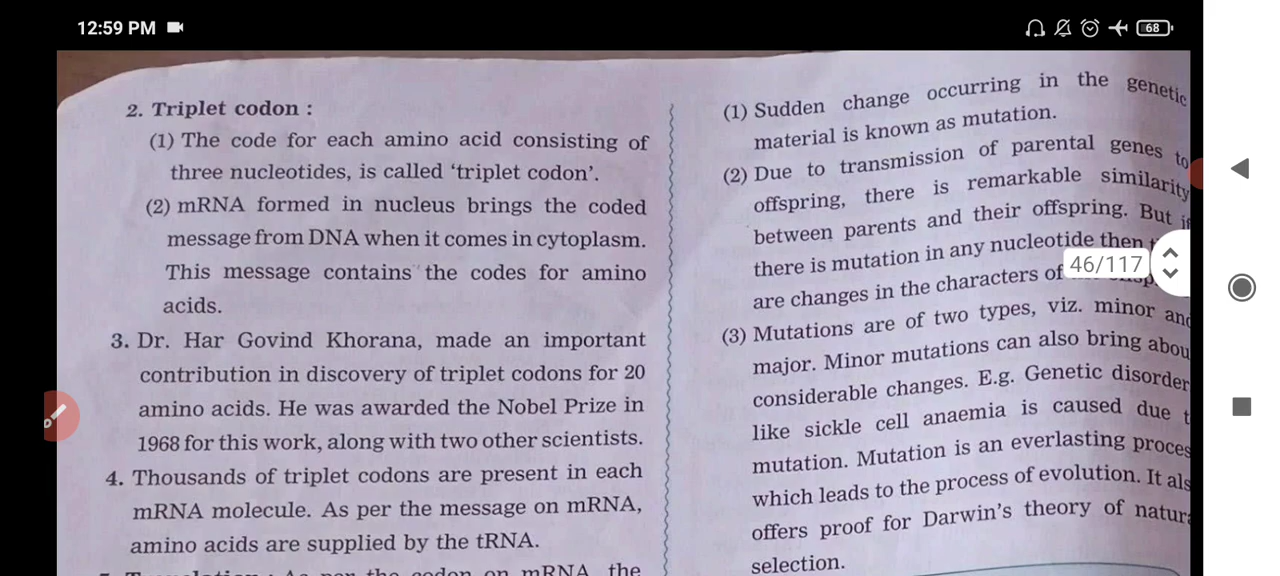 12:59 PM
68
2. Triplet codon :
(1) The code for each amino acid consisting of
three nucleotides, is called ‘triplet codon’.
(2) mRNA formed in nucleus brings the coded
message from DNA when it comes in cytoplasm.
This message contains the codes for amino
acids.
3. Dr. Har Govind Khorana, made an important
contribution in discovery of triplet codons for 20
amino acids. He was awarded the Nobel Prize in
1968 for this work, along with two other scientists.
4. Thousands of triplet codons are present in each
mRNA molecule. As per the message on mRNA,
amino acids are supplied by the tRNA.
the codon on mRNA the
(1) Sudden change occurring in the genetic
material is known as mutation.
(2) Due to transmission of parental genes to
offspring, there is remarkable similarity
between parents and their offspring. But if
there is mutation in any nucleotide then
are changes in the characters of
(3) Mutations are of two types, viz. minor and
major. Minor mutations can also bring abou
considerable changes. E.g. Genetic disorder
like sickle cell anaemia is caused due t
mutation. Mutation is an everlasting proces
which leads to the process of evolution. It als
offers proof for Darwin’s theory of natura
selection.
46/117